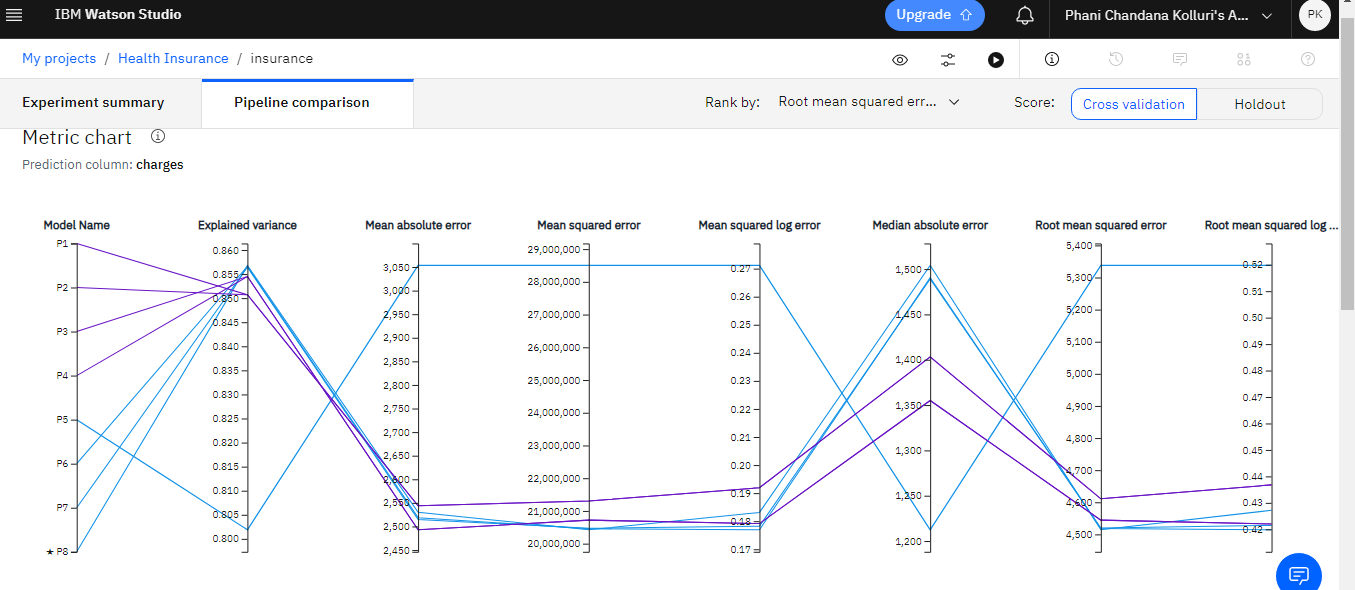 IBM Watson Studio
Upgrade
Phani Chandana Kolluri's A...
PK
My projects / Health Insurance / insurance
Experiment summary
Pipeline comparison
Rank by: Root mean squared err...
Score: Cross validation Holdout
Metric chart
Prediction column: charges
Model Name
P1
P2
P3
P4
P5
P6
P7
★ P8
Explained variance
0.860
0.855
0.850
0.845
0.840
0.835
0.830
0.825
0.820
0.815
0.810
0.805
0.800
Mean absolute error
3,050
3,000
2,950
2,900
2,850
2,800
2,750
2,700
2,650
2,600
2,550
2,500
2,450
Mean squared error
29,000,000
28,000,000
27,000,000
26,000,000
25,000,000
24,000,000
23,000,000
22,000,000
21,000,000
20,000,000
Mean squared log error
0.27
0.26
0.25
0.24
0.23
0.22
0.21
0.20
0.19
0.18
0.17
Median absolute error
1,500
1,450
1,400
1,350
1,300
1,250
1,200
Root mean squared error
5,400
5,300
5,200
5,100
5,000
4,900
4,800
4,700
4,600
4,500
Root mean squared log ...
0.52
0.51
0.50
0.49
0.48
0.47
0.46
0.45
0.44
0.43
0.42